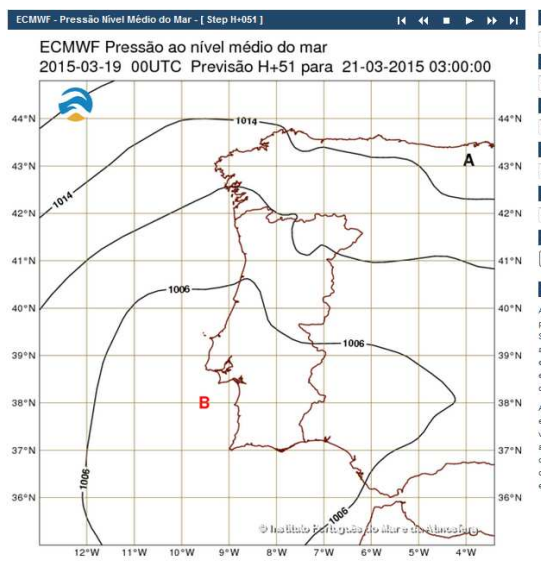 ECMWF - Pressão Nível Médio do Mar - [ Step H+051 ]
ECMWF Pressão ao nível médio do mar
2015-03-19 00UTC Previsão H+51 para 21-03-2015 03:00:00
44°N
1014
43°N
A
1014
42°N
41°N
40°N
1006
39°N
1006
38°N
B
37°N
36°N
1006
1006
© Instituto Português do Mar e da Atmosfera
12°W 11°W 10°W 9°W 8°W 7°W 6°W 5°W 4°W